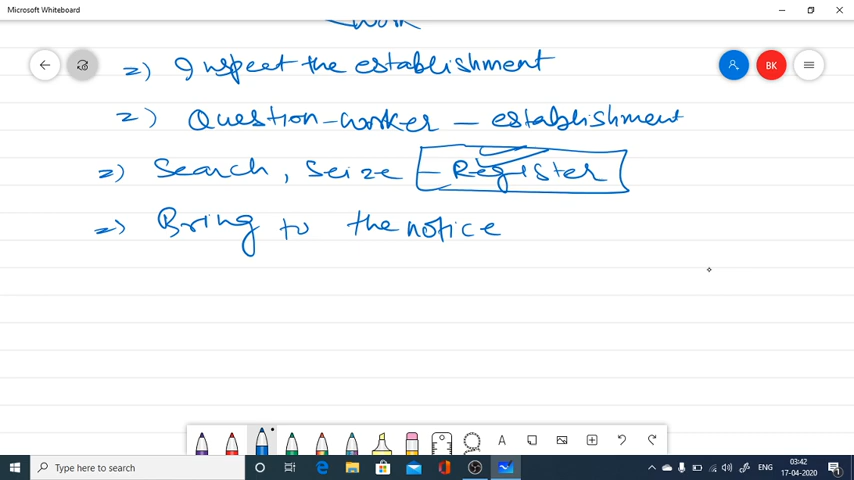 Microsoft Whiteboard
work
=) Inspect the establishment
BK
=) Question-worker - establishment
=) Search, Seize - Register
=> Bring to the notice
A
Type here to search
ENG
03:42
17-04-2020